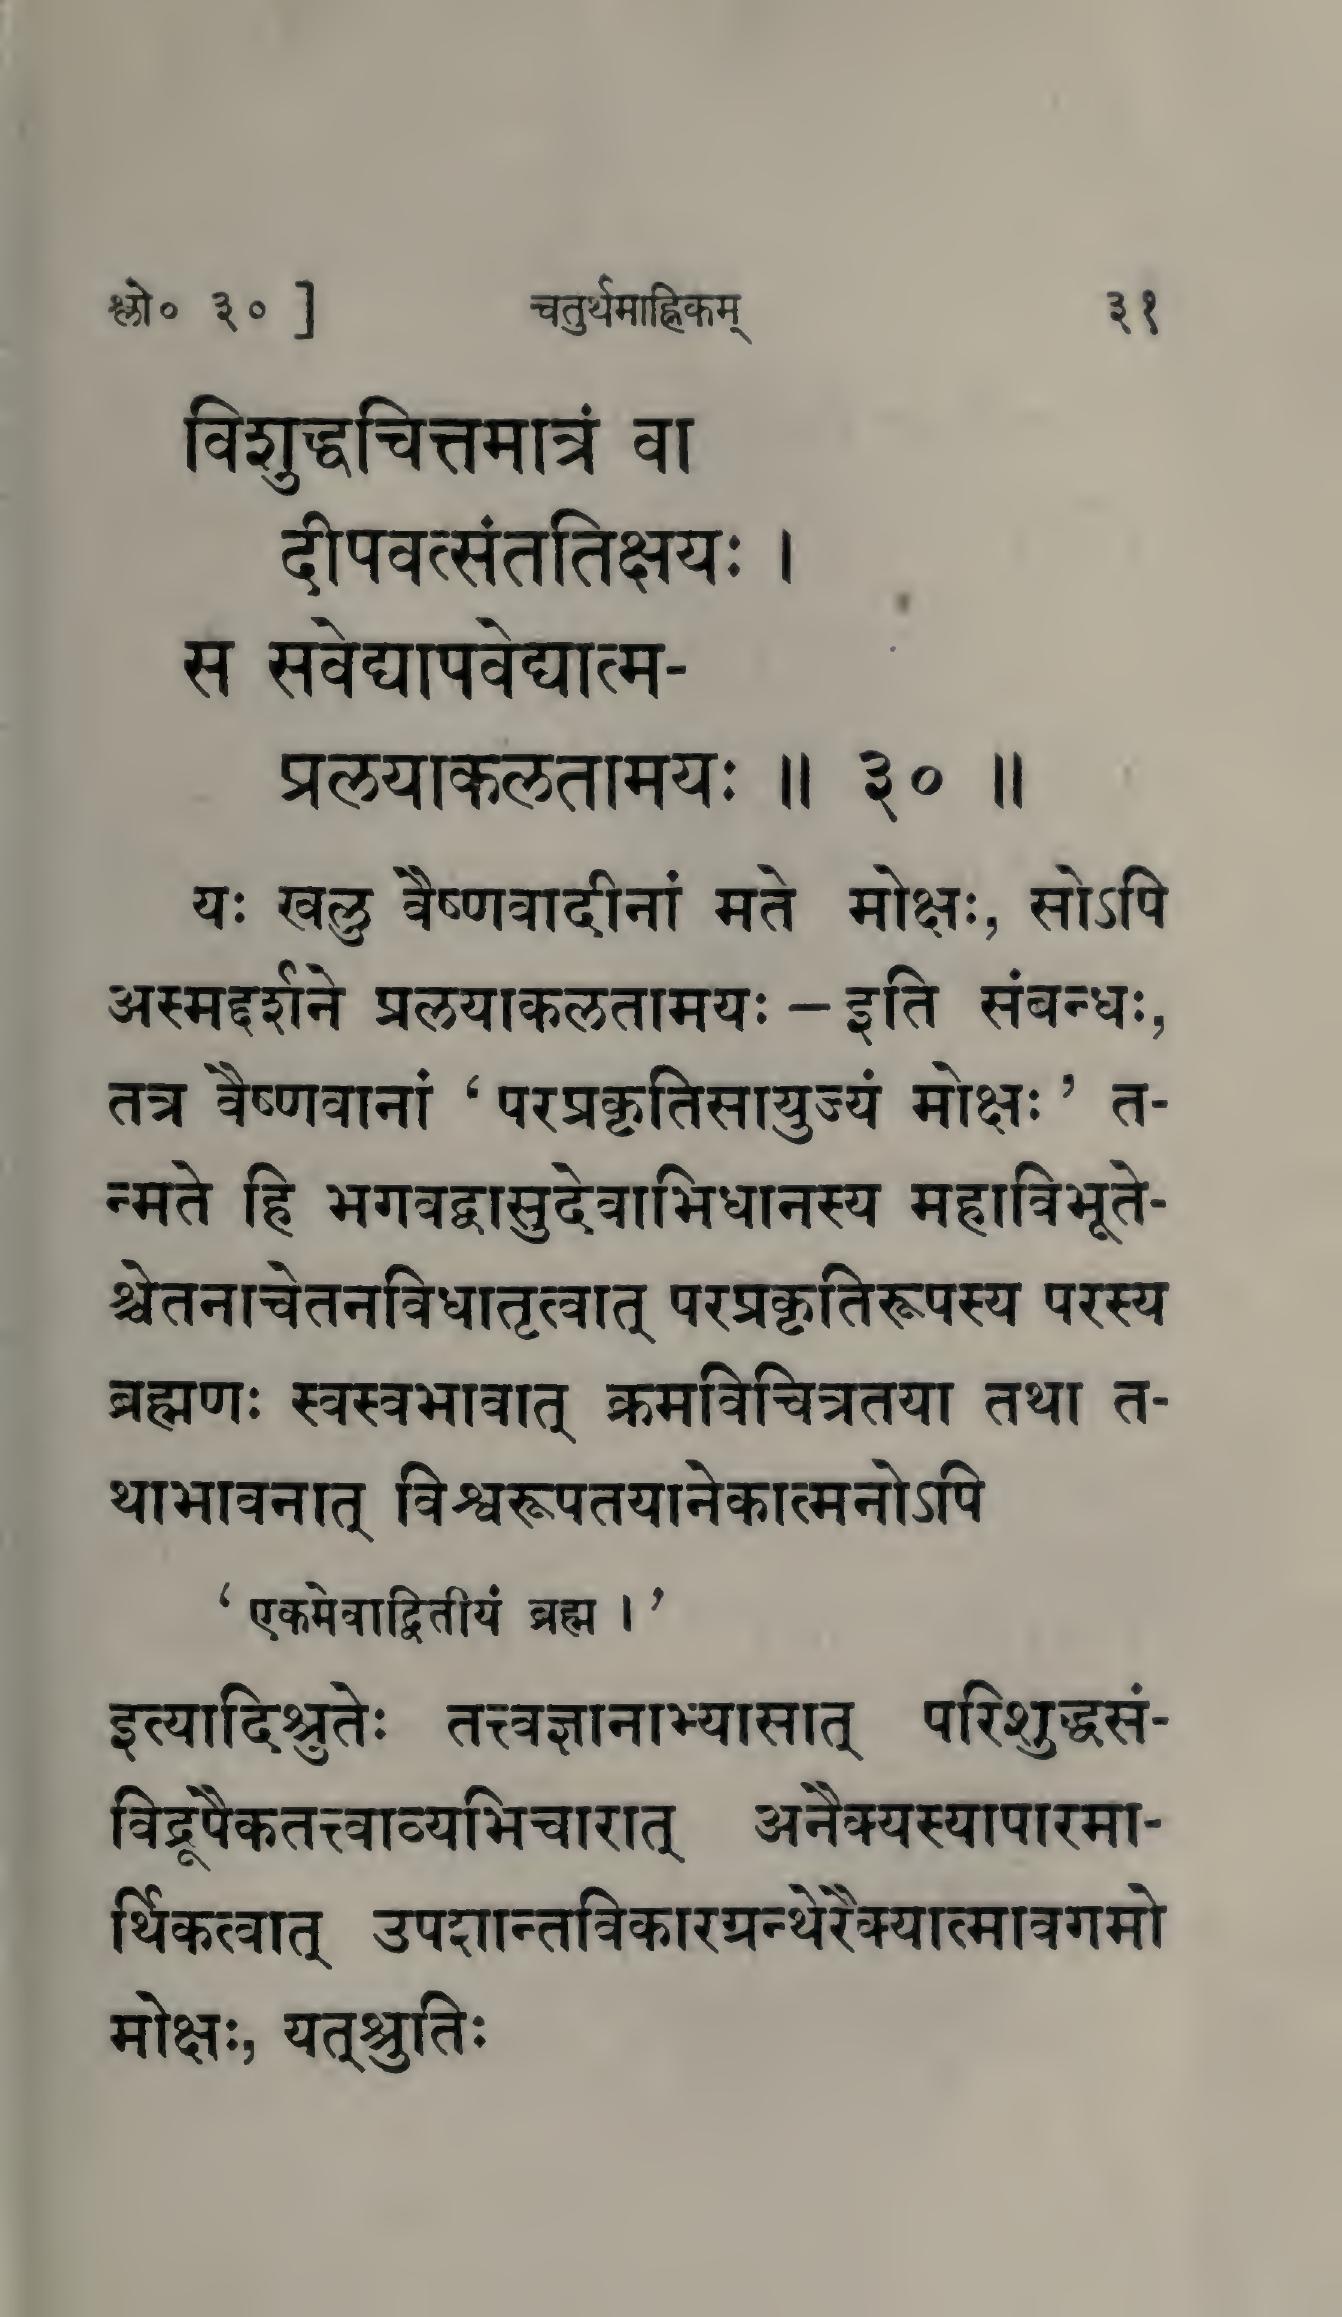 श्लो० ३० ] चतुर्थमाह्निकम् ३१
विशुद्धचित्तमात्रं वा
दीपवत्संततिक्षयः ।
स सवेद्यापवेद्यात्म-
प्रलयाकलतामयः ॥ ३० ॥
यः खलु वैष्णवादीनां मते मोक्षः, सोऽपि
अस्मद्दर्शने प्रलयाकलतामयः – इति संबन्धः,
तत्र वैष्णवानां ‘ परप्रकृतिसायुज्यं मोक्षः ’ त-
न्मते हि भगवद्वासुदेवाभिधानस्य महाविभूते-
श्चेतनाचेतनविधातृत्वात् परप्रकृतिरूपस्य परस्य
ब्रह्मणः स्वस्वभावात् क्रमविचित्रतया तथा त-
थाभावनात् विश्वरूपतयानेकात्मनोऽपि
‘ एकमेवाद्वितीयं ब्रह्म । ’
इत्यादिश्रुतेः तत्त्वज्ञानाभ्यासात् परिशुद्धसं-
विद्रूपैकतत्त्वाव्यभिचारात् अनैक्यस्यापारमा-
र्थिकत्वात् उपशान्तविकारग्रन्थेरैक्यात्मावगमो
मोक्षः, यत्श्रुतिः